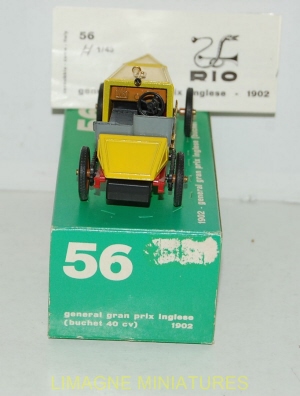 56
H 1/43
RIO
general gran prix inglese - 1902
56
1902 - general gran prix inglese
56
general gran prix inglese
(buchet 40 cv) 1902
LIMAGNE MINIATURES